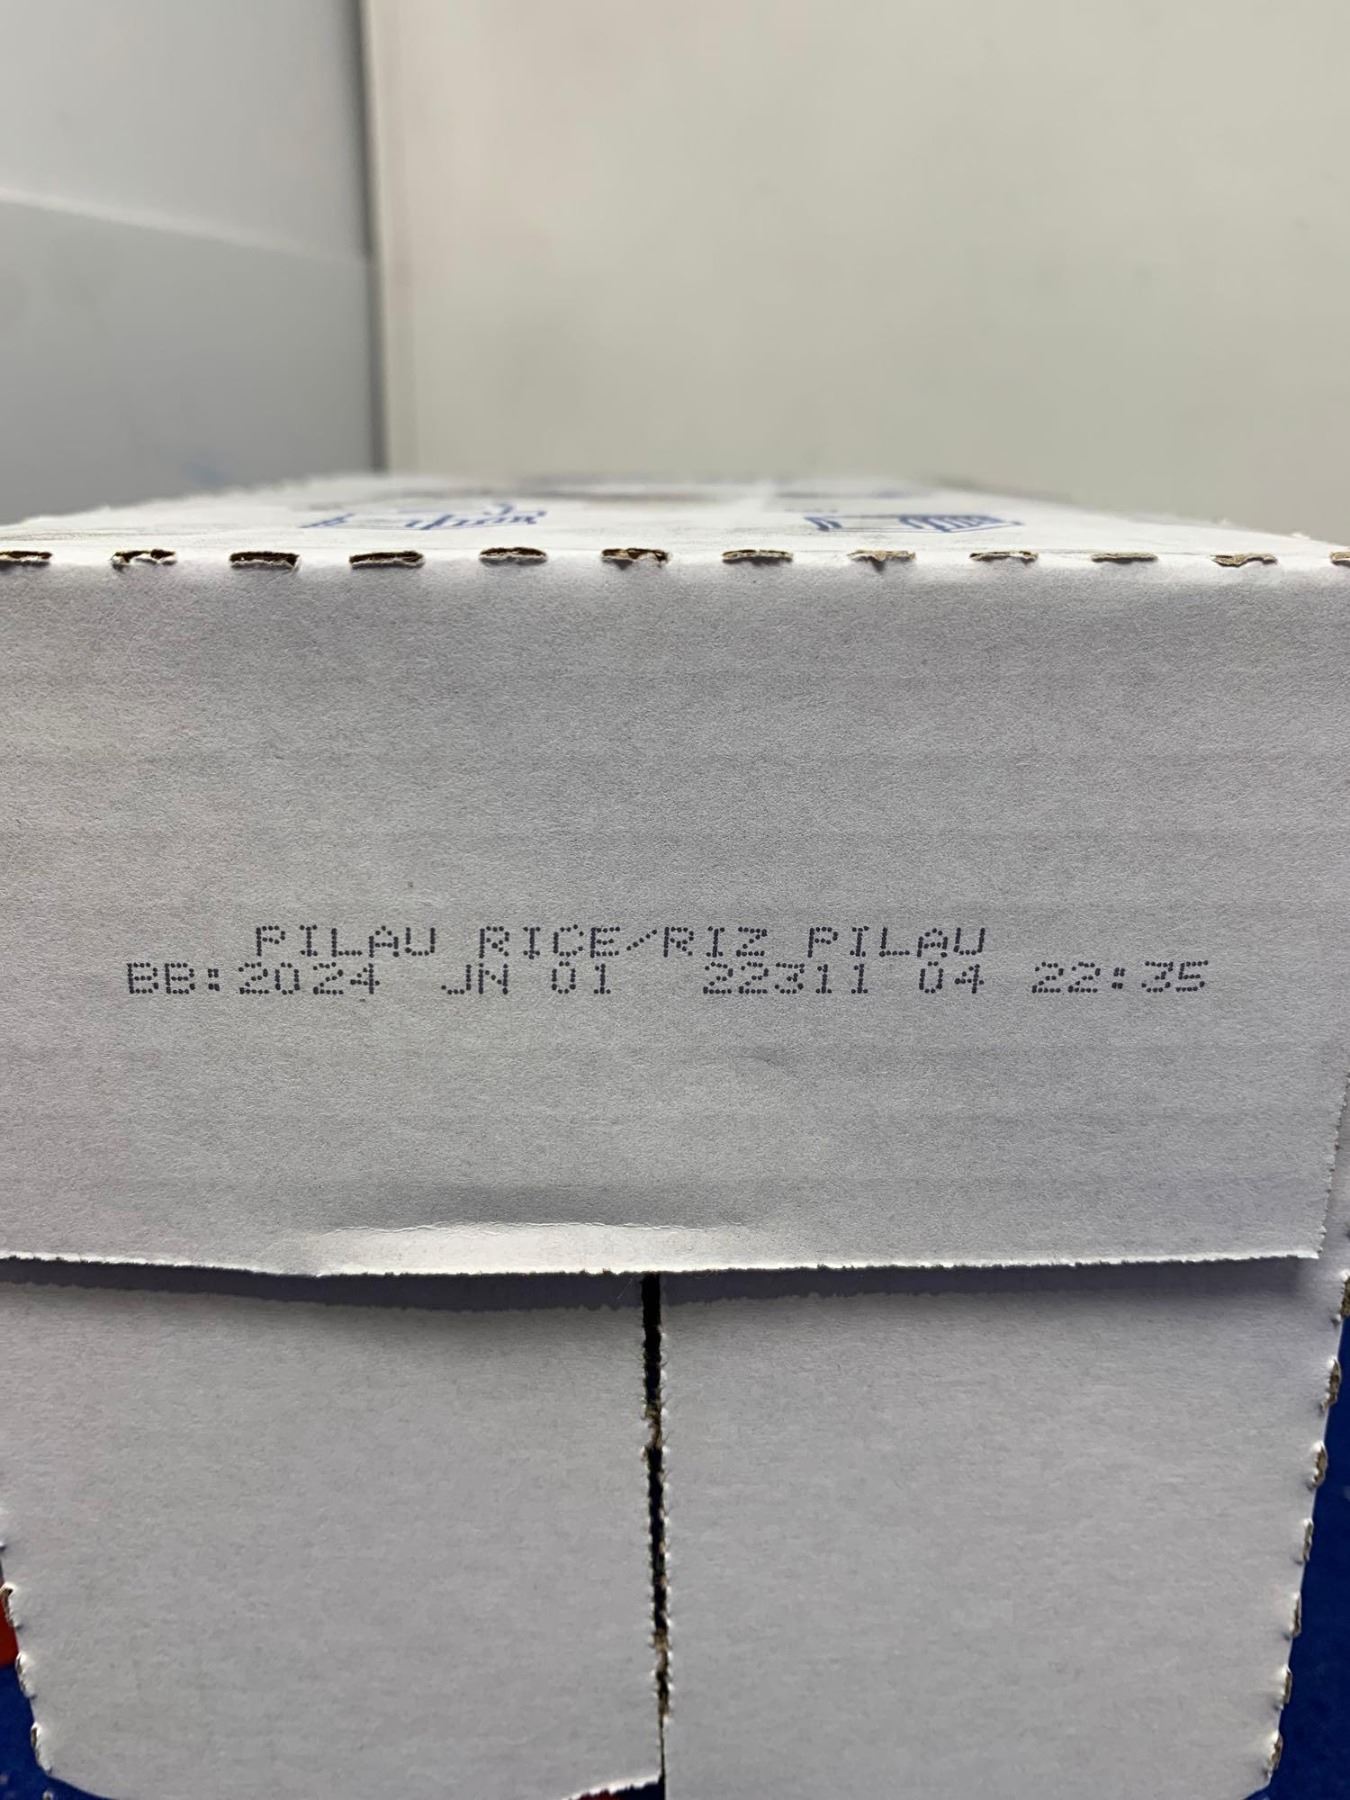 PILAU RICE/RIZ PILAU
BB:2024 JN 01 22311 04 22:35